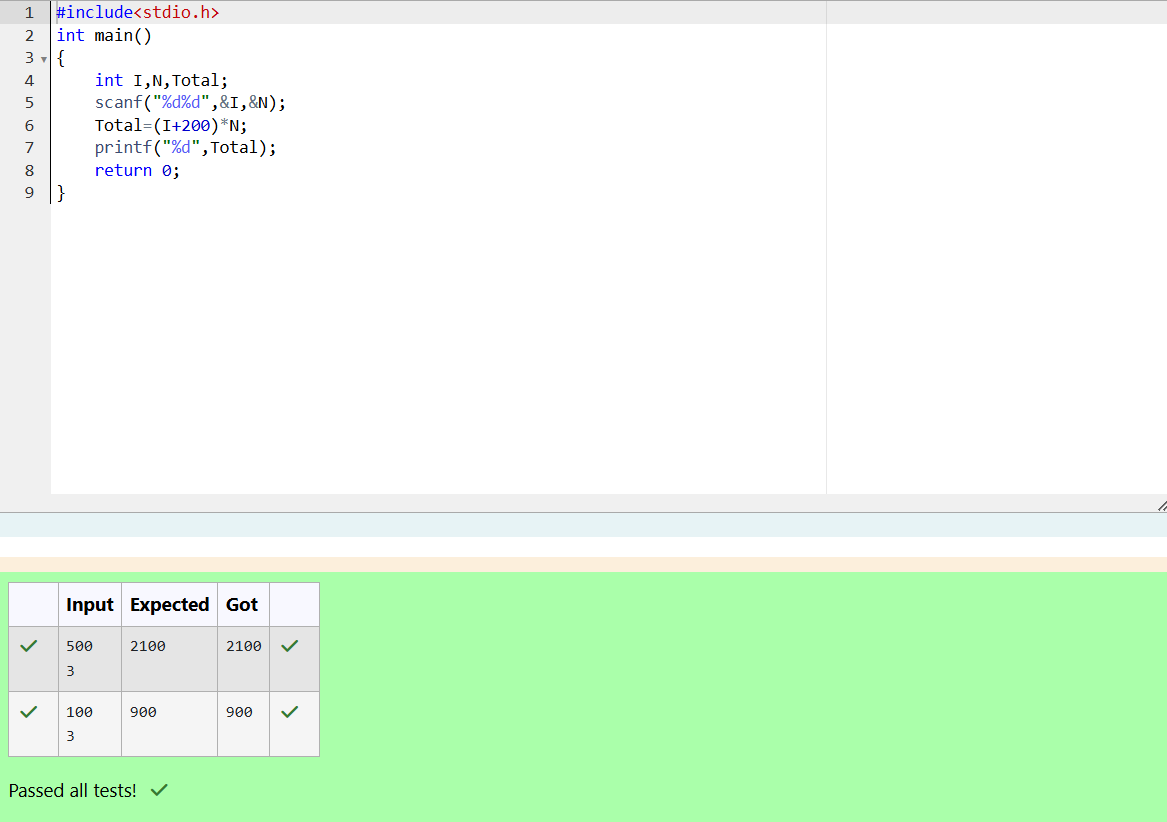 1 #include<stdio.h>
2 int main()
3 {
4     int I,N,Total;
5     scanf("%d%d",&I,&N);
6     Total=(I+200)*N;
7     printf("%d",Total);
8     return 0;
9 }
Input Expected Got
✓ 500 2100 2100 ✓
3
✓ 100 900 900 ✓
3
Passed all tests! ✓